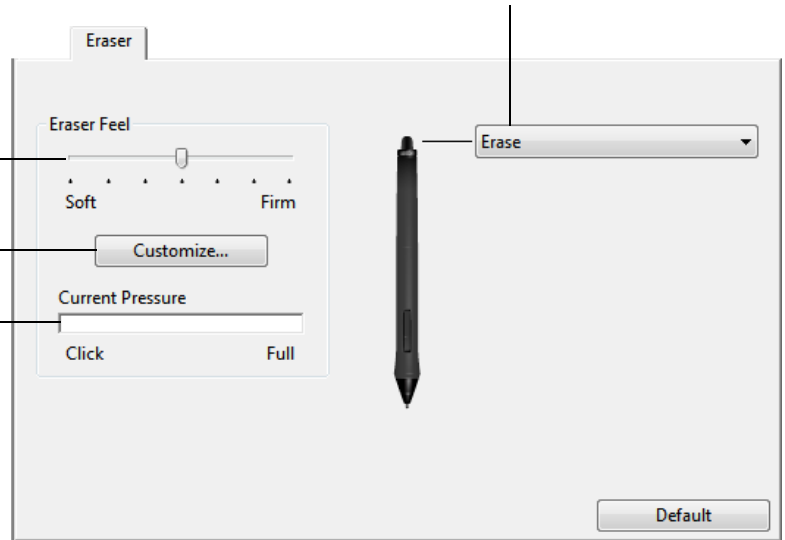 Eraser
Eraser Feel
Erase
Soft Firm
Customize...
Current Pressure
Click Full
Default